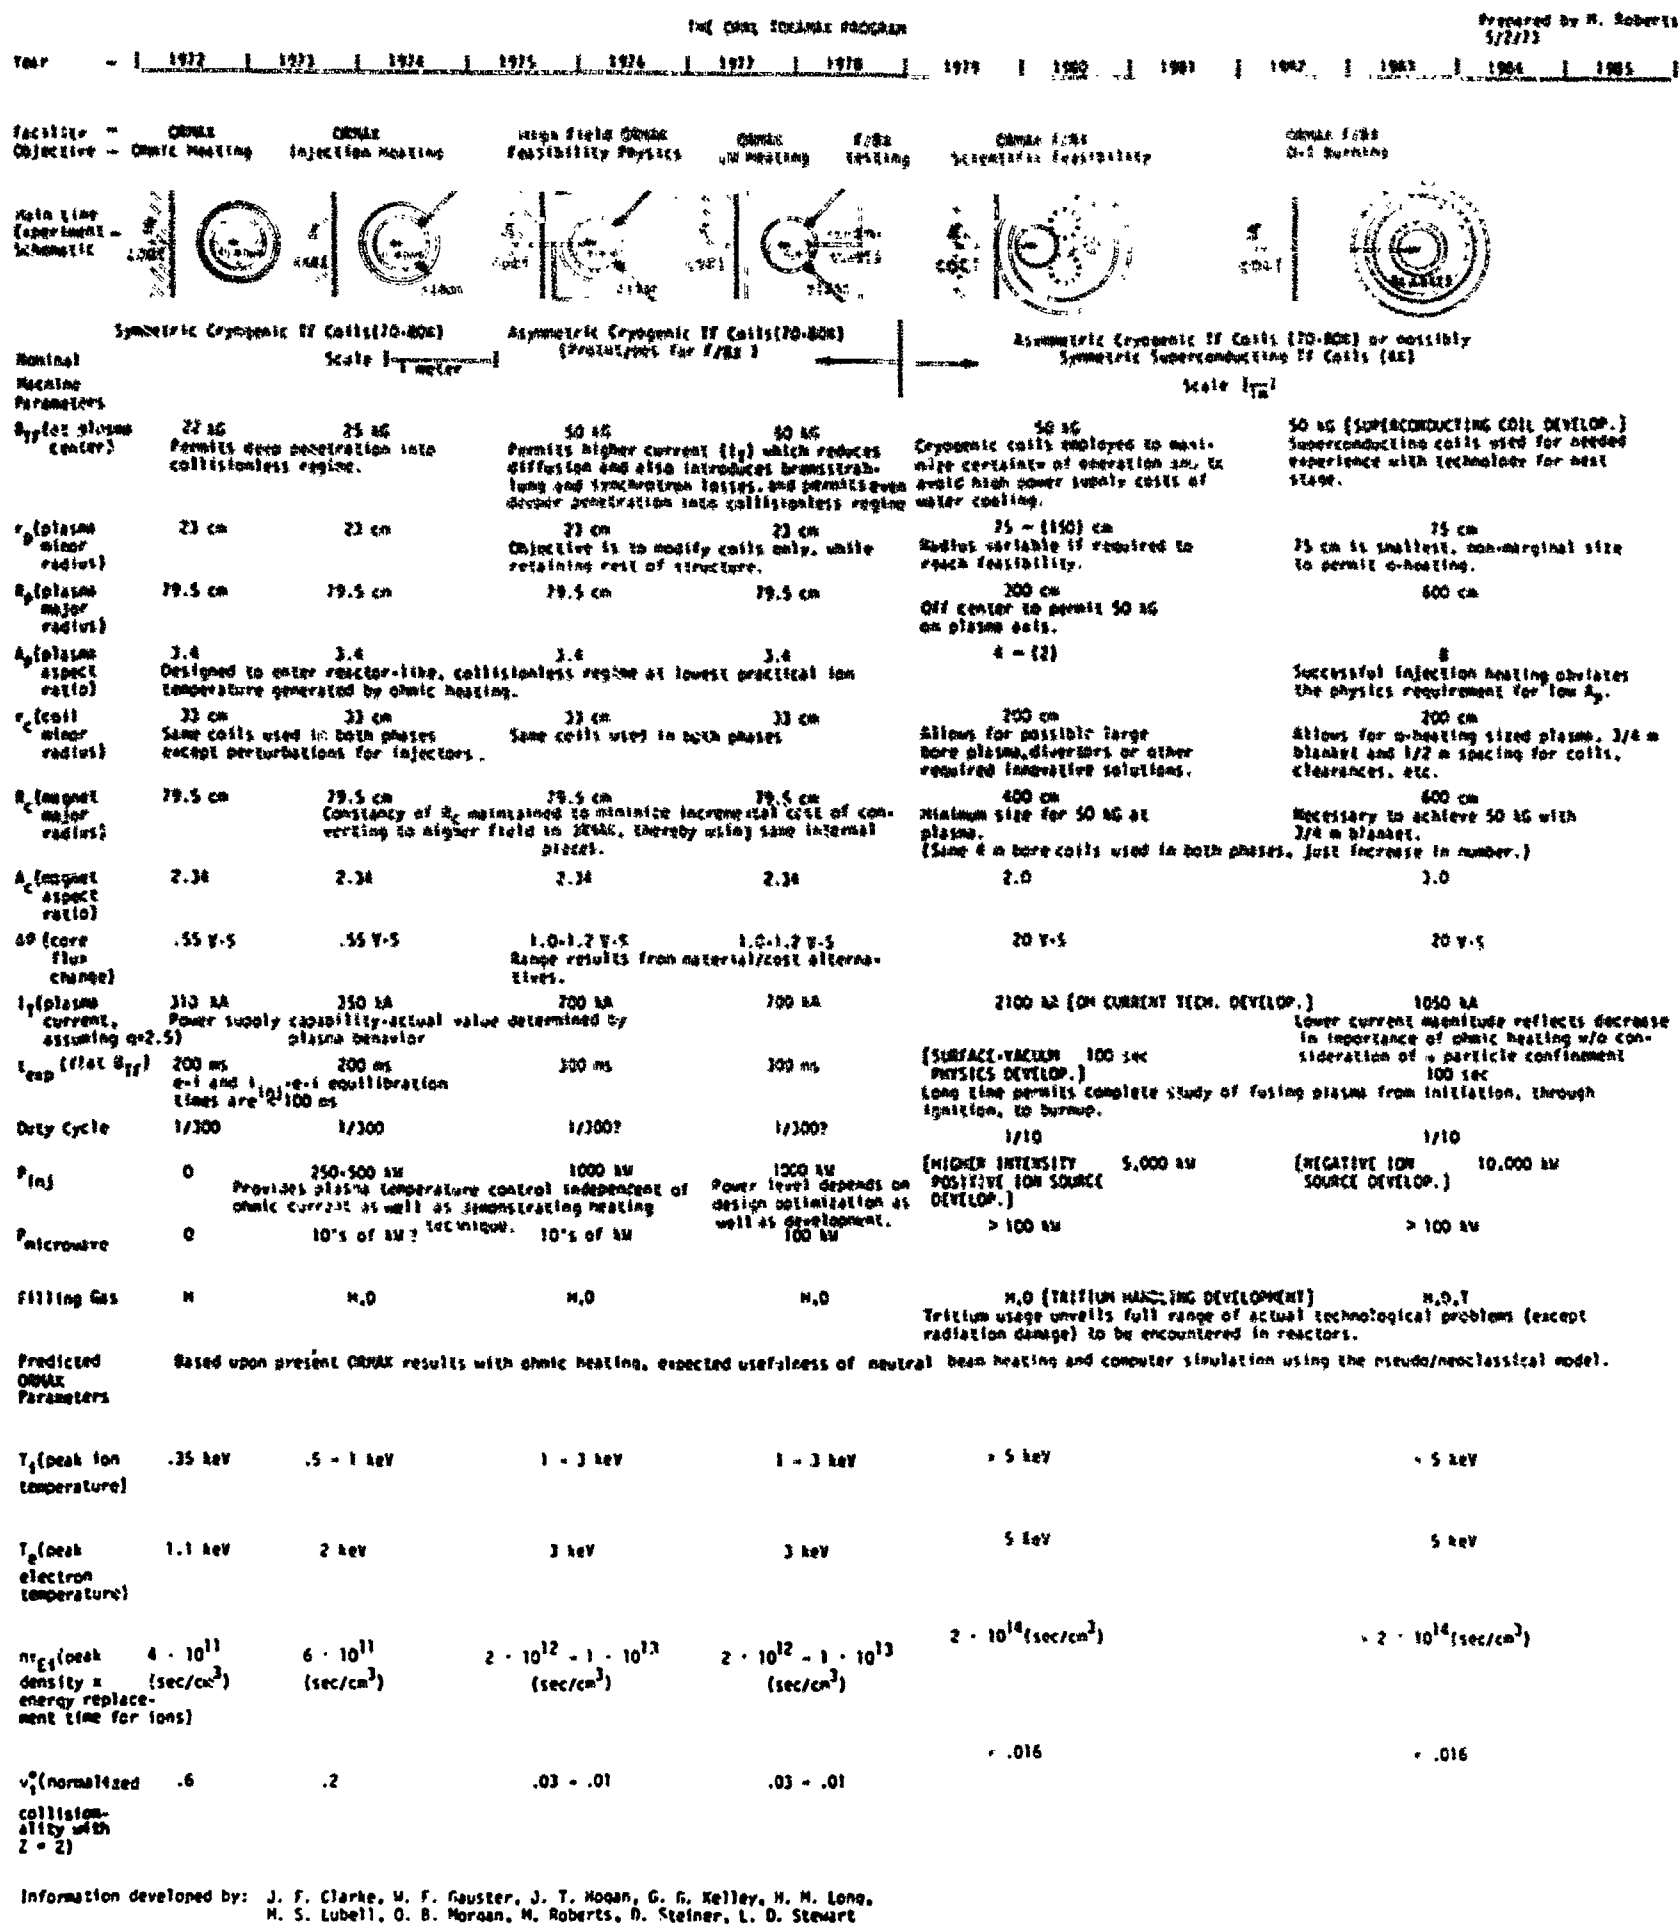 THE ORNL TOKAMAK PROGRAM
Prepared by M. Roberts
5/2/73
Year - | 1972 | 1973 | 1974 | 1975 | 1976 | 1977 | 1978 | 1979 | 1980 | 1981 | 1982 | 1983 | 1984 | 1985 |
Facility - ORMAK ORMAK High Field ORMAK ORMAK F/BX ORMAK F/BX ORMAK F/BX
Objective - Ohmic Heating Injection Heating Feasibility Physics µW Heating Testing Scientific Feasibility D-T Burning
Main Line
Experiment -
Schematic
BLANKET
Symmetric Cryogenic TF Coils(70-80K) Asymmetric Cryogenic TF Coils(70-80K) Asymmetric Cryogenic TF Coils (70-80K) or possibly
(Prototypes for F/BX ) Symmetric Superconducting TF Coils (4K)
Nominal Scale 1 meter
Machine Scale 1m
Parameters
B_TF(at plasma center) 22 kG 25 kG 50 kG 50 kG 50 kG 50 kG [SUPERCONDUCTING COIL DEVELOP.]
Permits deep penetration into
collisionless regime.
Permits higher current (I_T) which reduces
diffusion and also introduces bremsstrah-
lung and synchrotron losses, and permits even
deeper penetration into collisionless regime
Cryogenic coils employed to maxi-
mize certainty of operation and to
avoid high power supply costs of
water cooling.
Superconducting coils used for needed
experience with technology for next
stage.
r_p(plasma minor radius) 23 cm 23 cm 23 cm 23 cm 75 - (150) cm 75 cm
Objective is to modify coils only, while
retaining rest of structure.
Radius variable if required to
reach feasibility.
75 cm is smallest, non-marginal size
to permit α-heating.
R_p(plasma major radius) 79.5 cm 79.5 cm 79.5 cm 79.5 cm 300 cm 600 cm
Off center to permit 50 kG
on plasma axis.
A_p(plasma aspect ratio) 3.4 3.4 3.4 3.4 4 - (2) 8
Designed to enter reactor-like, collisionless regime at lowest practical ion
temperature generated by ohmic heating.
Successful injection heating obviates
the physics requirement for low A_p.
r_c(coil minor radius) 33 cm 33 cm 33 cm 33 cm 200 cm 200 cm
Same coils used in both phases
except perturbations for injectors.
Same coils used in both phases
Allows for possible large
bore plasma, divertors or other
required innovative solutions.
Allows for α-heating sized plasma, 3/4 m
blanket and 1/2 m spacing for coils,
clearances, etc.
R_c(magnet major radius) 79.5 cm 79.5 cm 79.5 cm 79.5 cm 400 cm 600 cm
Constancy of R_c maintained to minimize incremental cost of con-
verting to higher field in ORMAK, thereby using same internal
pieces.
Minimum size for 50 kG at
plasma.
Necessary to achieve 50 kG with
3/4 m blanket.
(Same 4 m bore coils used in both phases, just increase in number.)
A_c(magnet aspect ratio) 2.34 2.34 2.34 2.34 2.0 3.0
ΔΦ (core flux change) .55 V-S .55 V-S 1.0-1.2 V-S 1.0-1.2 V-S 20 V-S 20 V-S
Range results from material/cost alterna-
tives.
I_T(plasma current, assuming q=2.5) 310 kA 350 kA 700 kA 700 kA 2100 kA [OH CURRENT TECH. DEVELOP.] 1050 kA
Power supply capability-actual value determined by
plasma behavior
Lower current magnitude reflects decrease
in importance of ohmic heating w/o con-
sideration of α particle confinement
t_exp (flat B_TF) 200 ms 200 ms 300 ms 300 ms [SURFACE-VACUUM PHYSICS DEVELOP.] 100 sec 100 sec
e-i and i_inj-e-i equilibration
times are < 100 ms
Long time permits complete study of fusing plasma from initiation, through
ignition, to burnup.
Duty Cycle 1/300 1/300 1/300? 1/300? 1/10 1/10
P_inj 0 250-500 kW 1000 kW 1000 kW [HIGHER INTENSITY POSITIVE ION SOURCE DEVELOP.] 5,000 kW [NEGATIVE ION SOURCE DEVELOP.] 10,000 kW
Provides plasma temperature control independent of
ohmic current as well as demonstrating heating
technique.
Power level depends on
design optimization as
well as development.
P_microwave 0 10's of kW? 10's of kW 100 kW > 100 kW > 100 kW
Filling Gas H H,D H,D H,D H,D [TRITIUM HANDLING DEVELOPMENT] H,D,T
Tritium usage unveils full range of actual technological problems (except
radiation damage) to be encountered in reactors.
Predicted ORMAK Parameters
Based upon present ORMAK results with ohmic heating, expected usefulness of neutral beam heating and computer simulation using the pseudo/neoclassical model.
T_i(peak ion temperature) .35 keV .5 - 1 keV 1 - 3 keV 1 - 3 keV 5 keV 5 keV
T_e(peak electron temperature) 1.1 keV 2 keV 3 keV 3 keV 5 keV 5 keV
nτ_Ei(peak density x energy replace-ment time for ions) 4 · 10^11 (sec/cm^3) 6 · 10^11 (sec/cm^3) 2 · 10^12 - 1 · 10^13 (sec/cm^3) 2 · 10^12 - 1 · 10^13 (sec/cm^3) 2 · 10^14(sec/cm^3) 2 · 10^14(sec/cm^3)
ν_i*(normalized collision-ality with Z = 2) .6 .2 .03 - .01 .03 - .01 .016 .016
Information developed by: J. F. Clarke, W. F. Gauster, J. T. Hogan, G. G. Kelley, H. M. Long,
M. S. Lubell, O. B. Morgan, M. Roberts, D. Steiner, L. D. Stewart